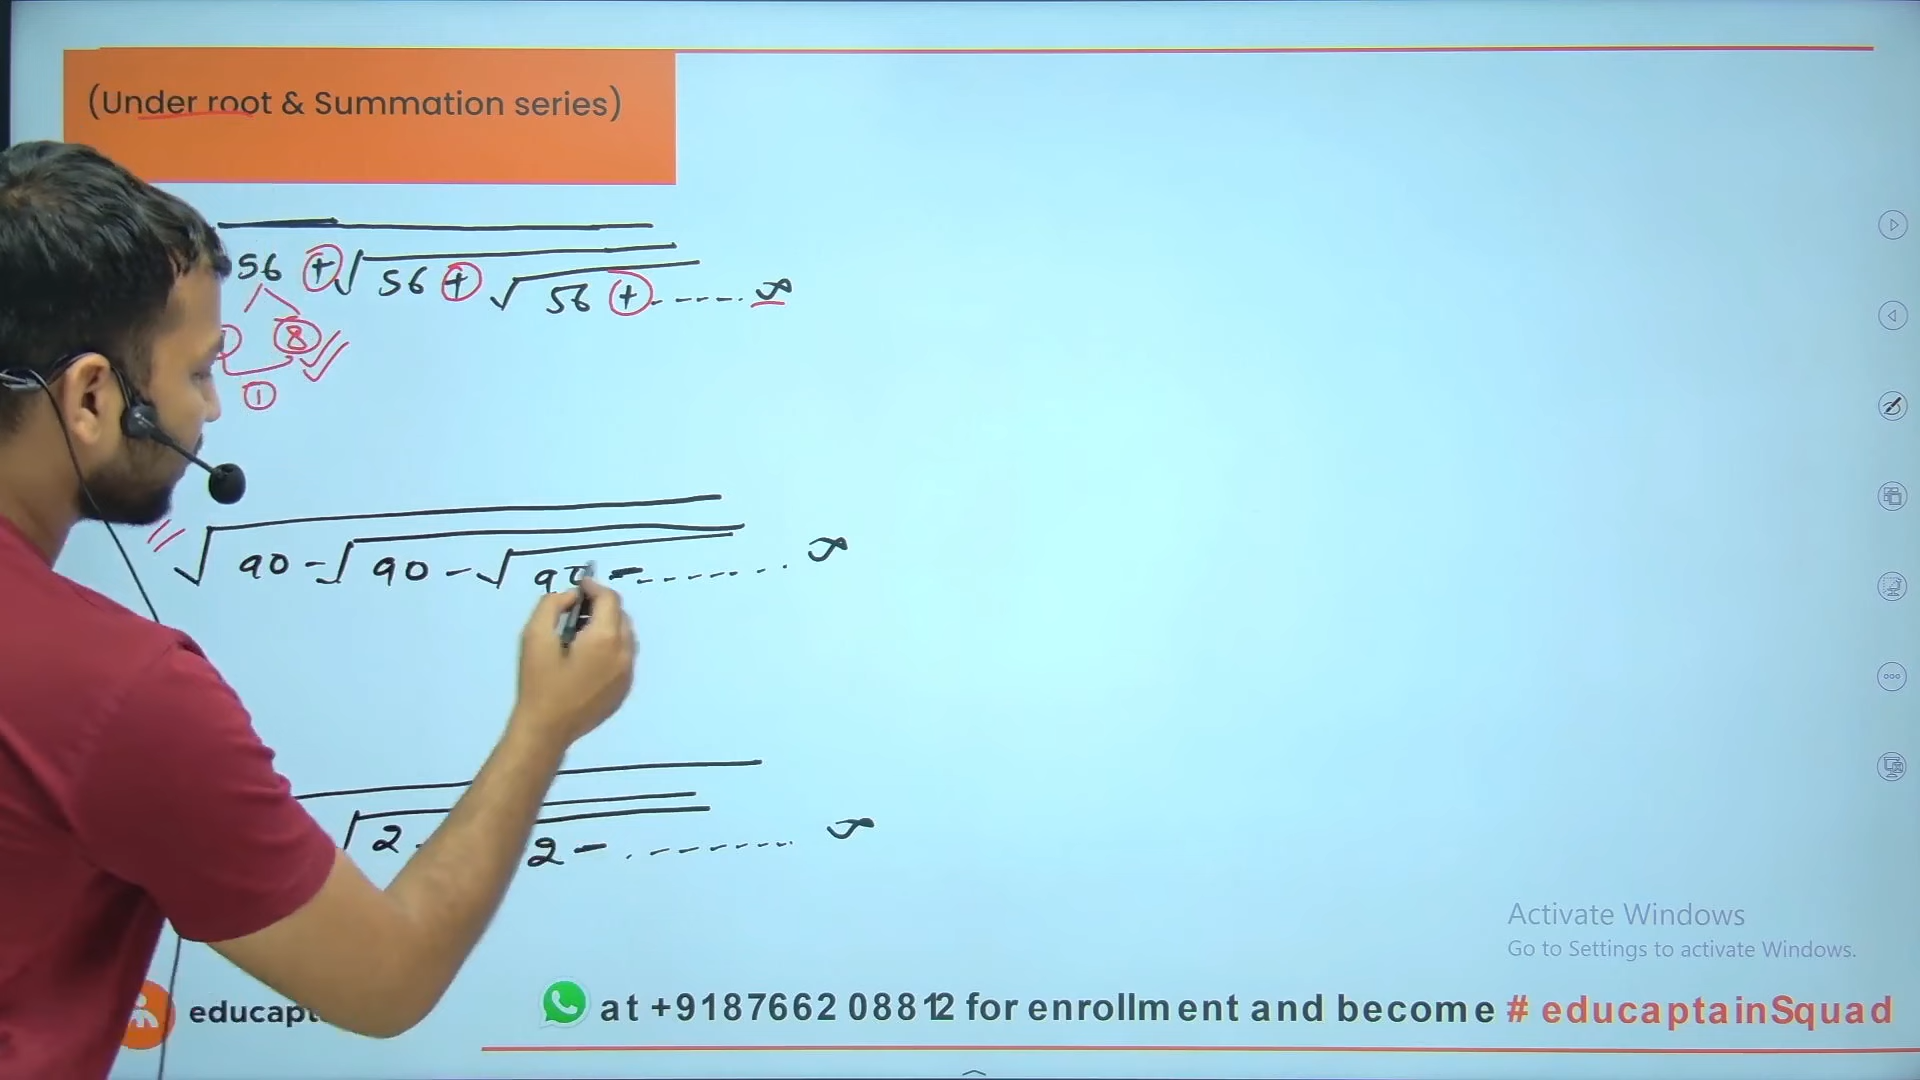 (Under root & Summation series)
56 + √56 + √56 + ------ ∞
8
1
√90 - √90 - √90 - -------- ∞
√2 - 2 - --------- ∞
Activate Windows
Go to Settings to activate Windows.
at +9187662 08812 for enrollment and become # educaptainSquad